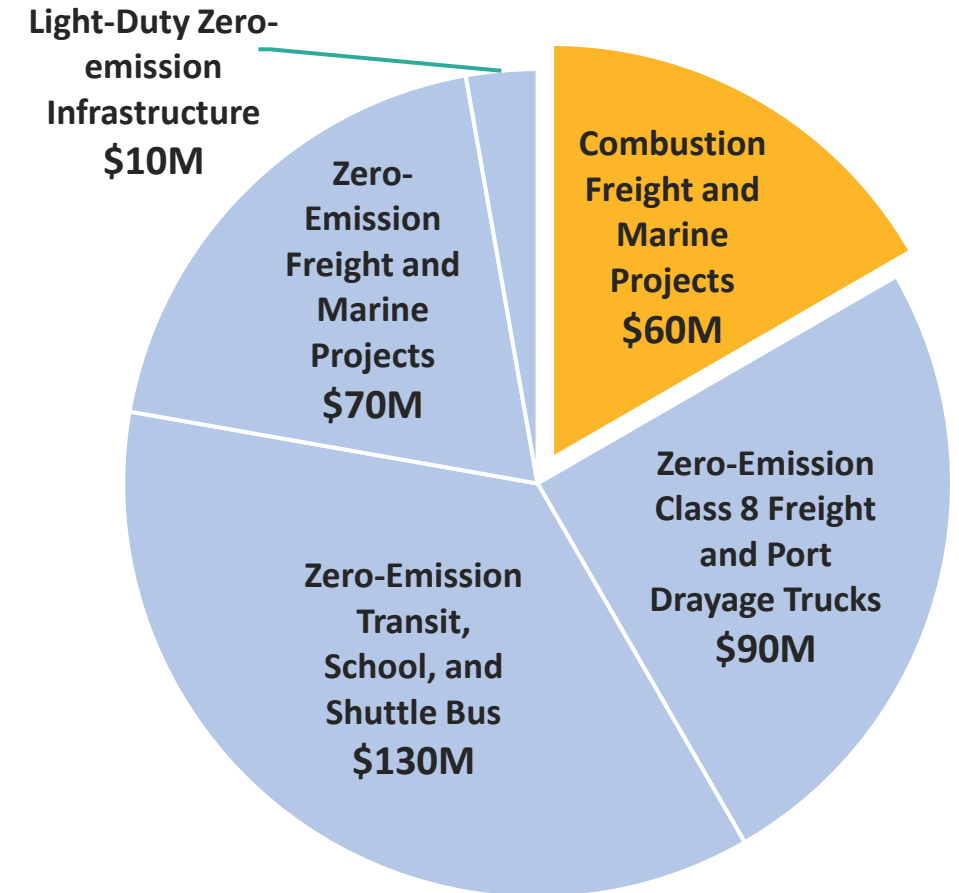 Light-Duty Zero-
emission
Infrastructure
$10M
Combustion
Freight and
Marine
Projects
$60M
Zero-
Emission
Freight and
Marine
Projects
$70M
Zero-Emission
Class 8 Freight
and Port
Drayage Trucks
$90M
Zero-Emission
Transit,
School, and
Shuttle Bus
$130M